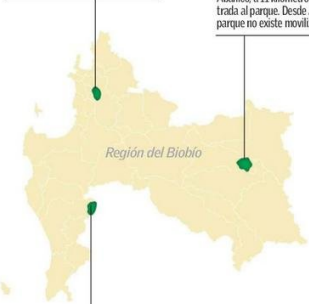 trada al parque. Desde
parque no existe movili
Región del Biobío